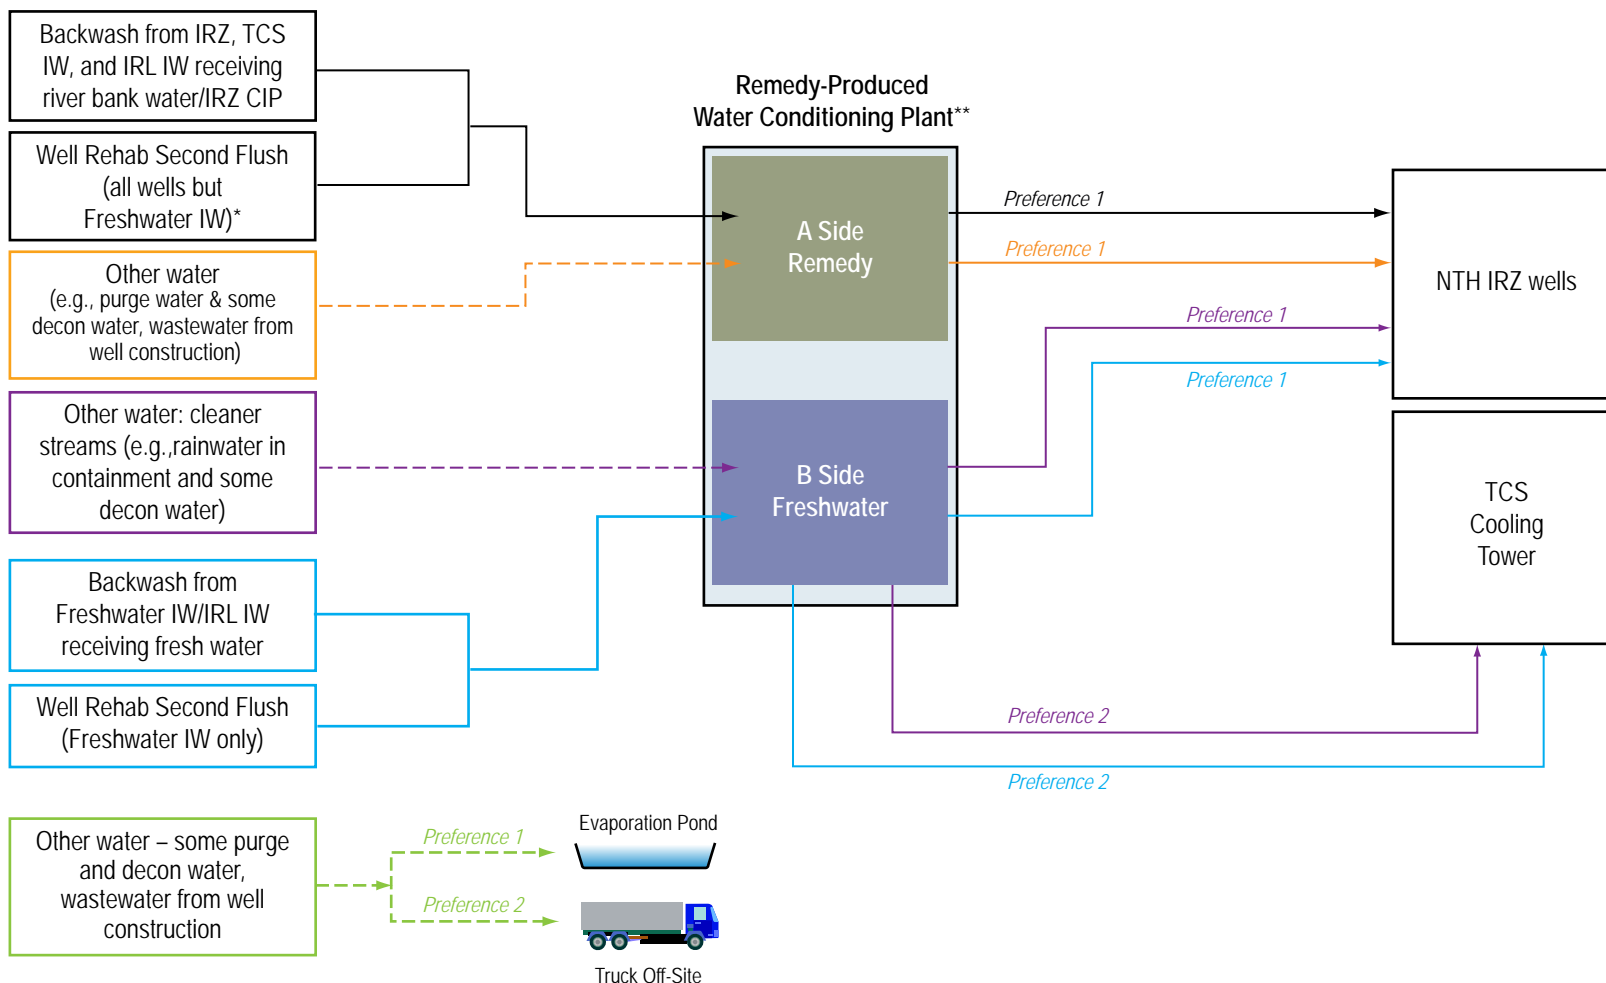 Backwash from IRZ, TCS
IW, and IRL IW receiving
river bank water/IRZ CIP
Well Rehab Second Flush
(all wells but
Freshwater IW)*
Other water
(e.g., purge water & some
decon water, wastewater from
well construction)
Other water: cleaner
streams (e.g.,rainwater in
containment and some
decon water)
Backwash from
Freshwater IW/IRL IW
receiving fresh water
Well Rehab Second Flush
(Freshwater IW only)
Other water – some purge
and decon water,
wastewater from well
construction
Remedy-Produced
Water Conditioning Plant**
A Side
Remedy
B Side
Freshwater
Preference 1
Preference 1
Preference 1
Preference 1
Preference 2
Preference 2
NTH IRZ wells
TCS
Cooling
Tower
Preference 1
Preference 2
Evaporation Pond
Truck Off-Site